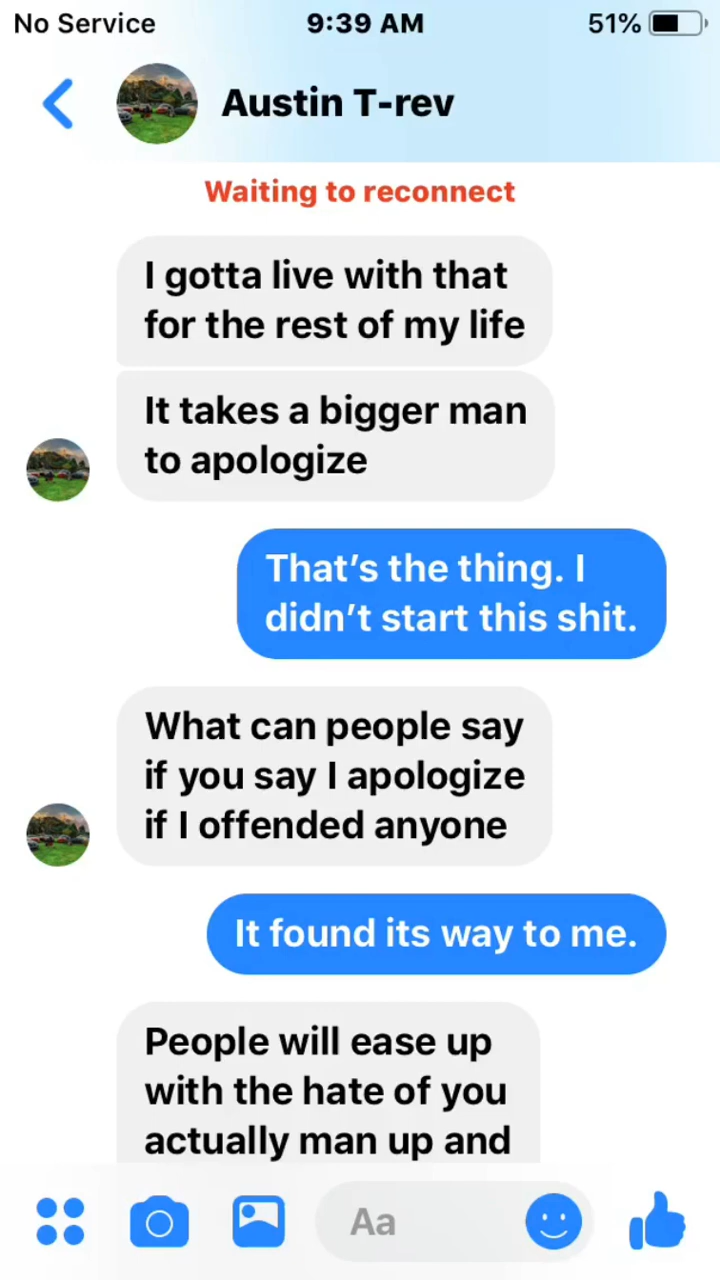 No Service 9:39 AM 51%
Austin T-rev
Waiting to reconnect
I gotta live with that
for the rest of my life
It takes a bigger man
to apologize
That's the thing. I
didn't start this shit.
What can people say
if you say I apologize
if I offended anyone
It found its way to me.
People will ease up
with the hate of you
actually man up and
Aa